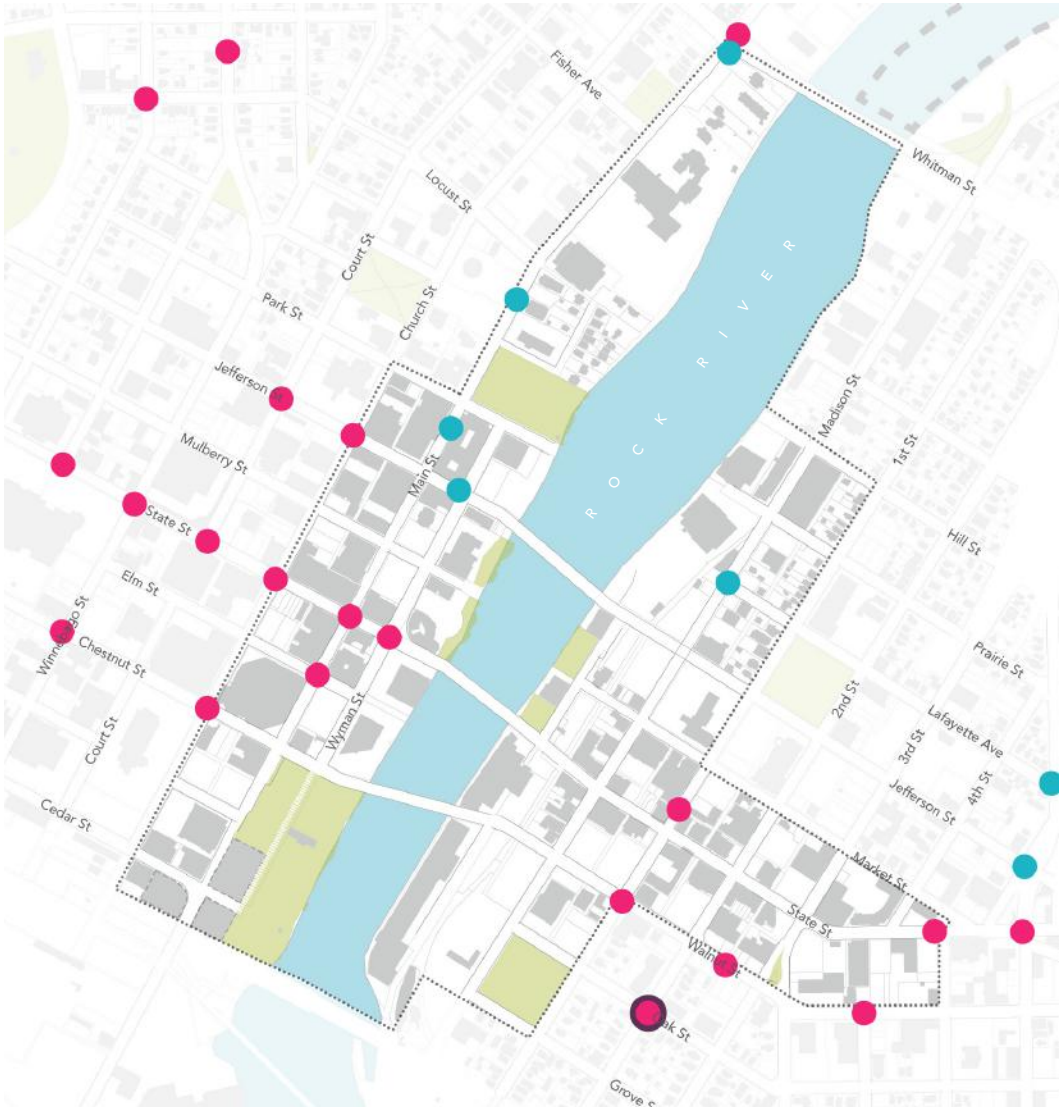 Fisher Ave
Whitman St
Locust St
Court St
Park St
Church St
ROCK RIVER
Jefferson St
Madison St
1st St
Mulberry St
Main St
State St
Hill St
Elm St
Winnebago St
Chestnut St
Prairie St
2nd St
Wyman St
Court St
3rd St
Lafayette Ave
4th St
Jefferson St
Cedar St
Market St
State St
Walnut St
Oak St
Grove S